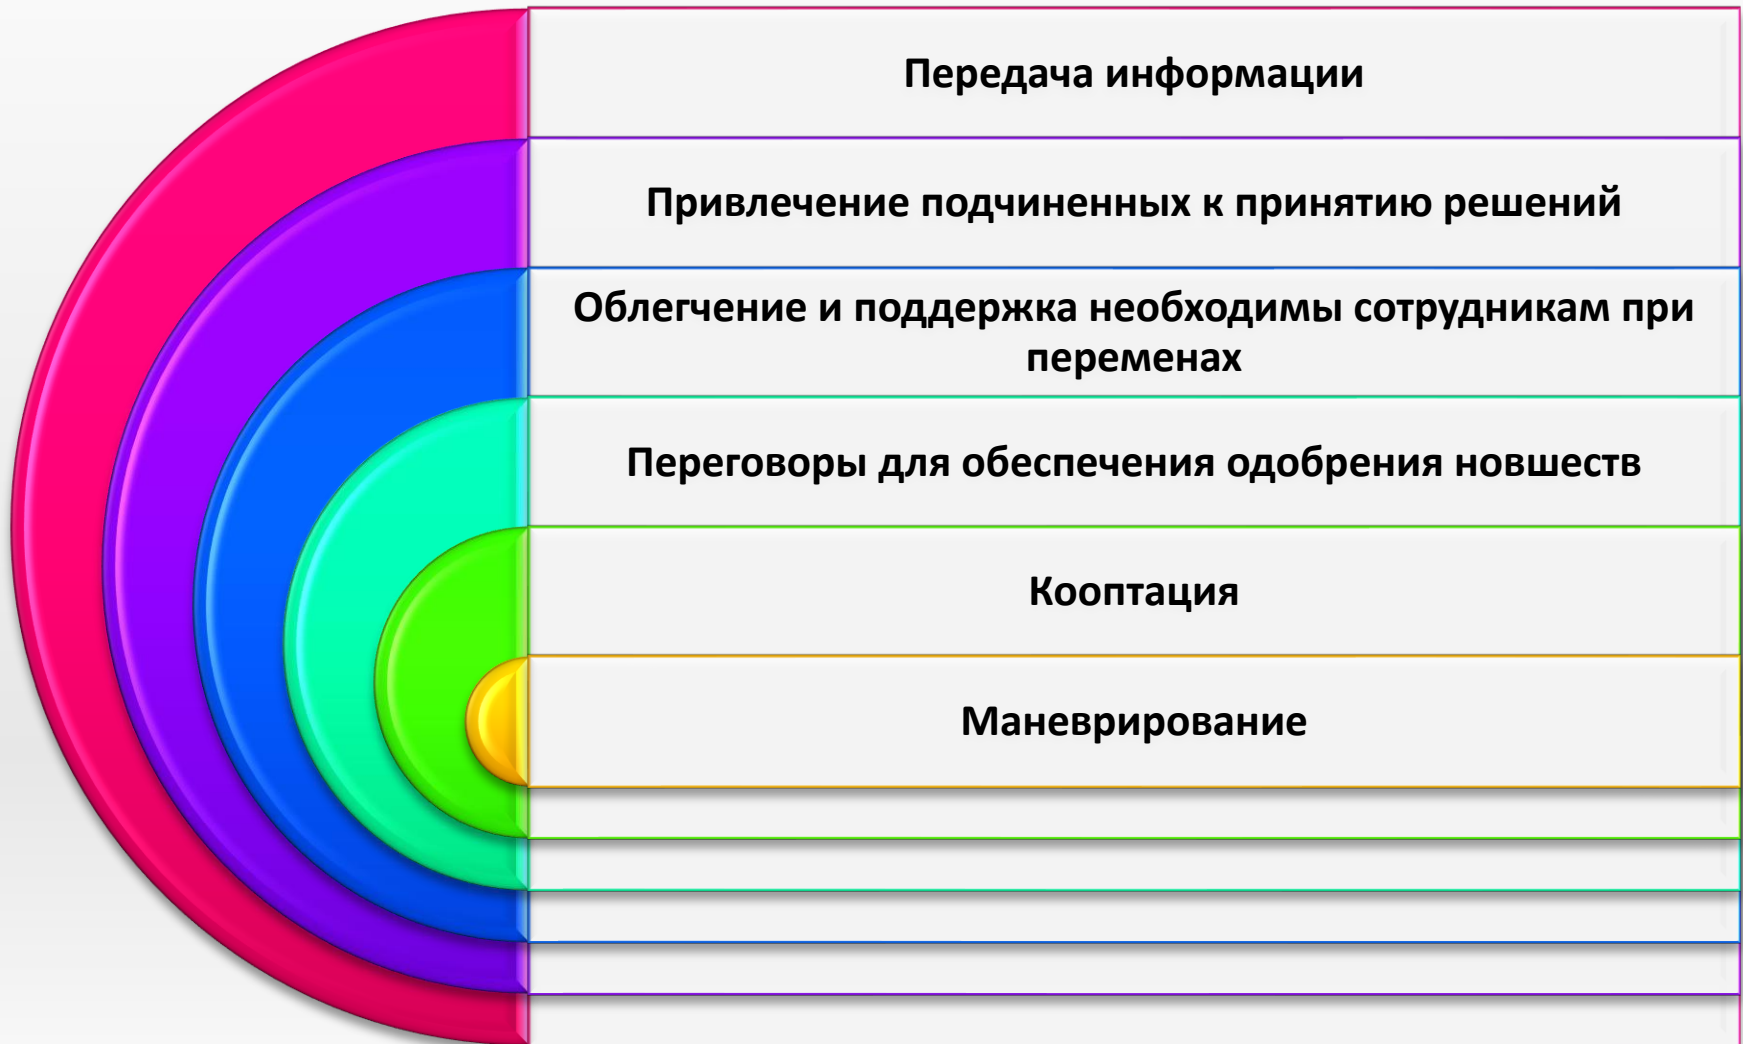 Передача информации
Привлечение подчиненных к принятию решений
Облегчение и поддержка необходимы сотрудникам при
переменах
Переговоры для обеспечения одобрения новшеств
Кооптация
Маневрирование